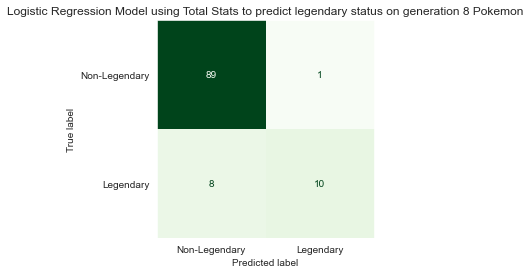 Logistic Regression Model using Total Stats to predict legendary status on generation 8 Pokemon
Non-Legendary
89
1
True label
Legendary
8
10
Non-Legendary
Legendary
Predicted label